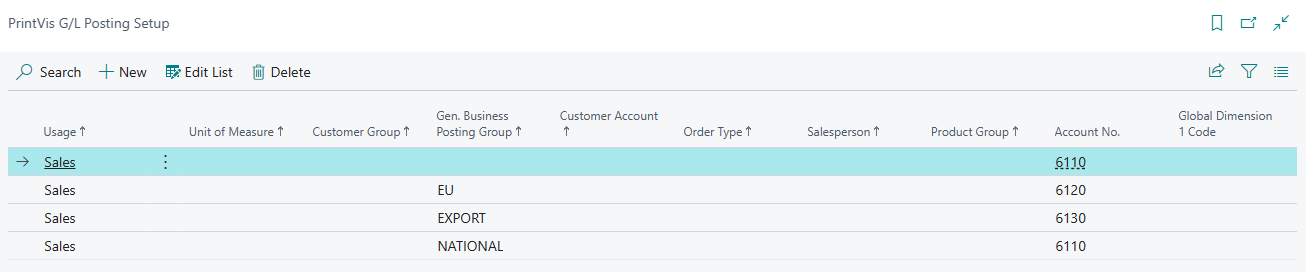 PrintVis G/L Posting Setup
Search New Edit List Delete
Usage ↑ Unit of Measure ↑ Customer Group ↑ Gen. Business Posting Group ↑ Customer Account ↑ Order Type ↑ Salesperson ↑ Product Group ↑ Account No. Global Dimension 1 Code
Sales 6110
Sales EU 6120
Sales EXPORT 6130
Sales NATIONAL 6110